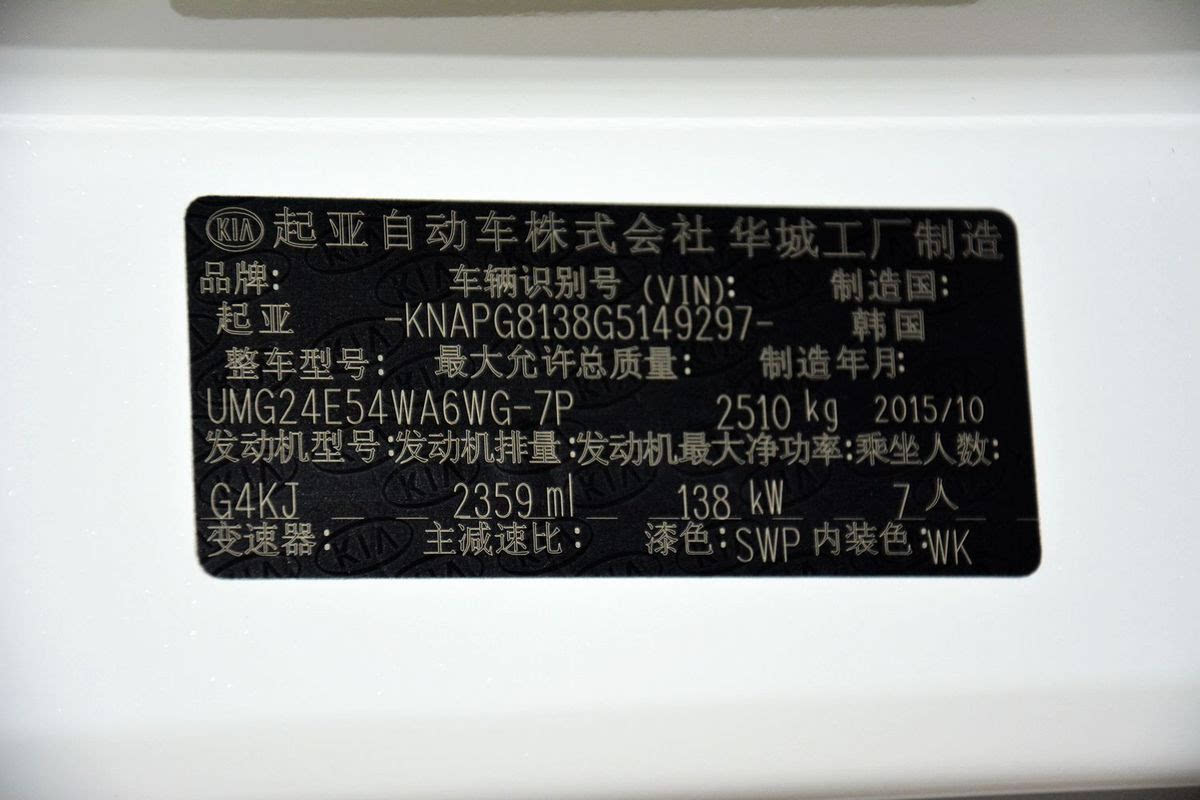 KIA 起亚自动车株式会社 华城工厂制造
品牌: 车辆识别号 (VIN): 制造国:
起亚 -KNAPG8138G5149297- 韩国
整车型号: 最大允许总质量: 制造年月:
UMG24E54WA6WG-7P 2510 kg 2015/10
发动机型号: 发动机排量: 发动机最大净功率: 乘坐人数:
G4KJ 2359 ml 138 kW 7 人
变速器: 主减速比: 漆色: SWP 内装色: WK